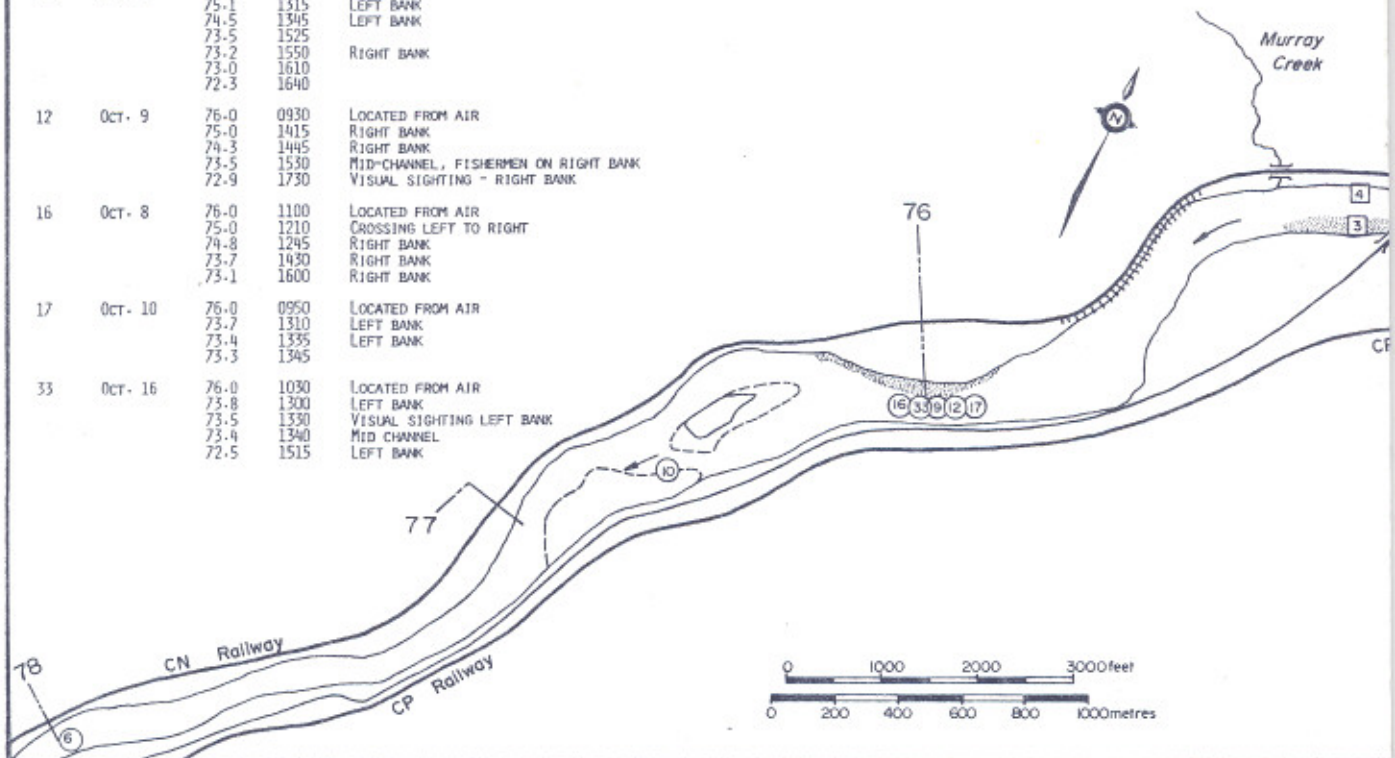 75.1 1315 LEFT BANK
74.5 1345 LEFT BANK
73.5 1525
73.2 1550 RIGHT BANK
73.0 1610
72.3 1640
12 OCT. 9 76.0 0930 LOCATED FROM AIR
75.0 1415 RIGHT BANK
74.3 1445 RIGHT BANK
73.5 1530 MID-CHANNEL, FISHERMEN ON RIGHT BANK
72.9 1730 VISUAL SIGHTING - RIGHT BANK
16 OCT. 8 76.0 1100 LOCATED FROM AIR
75.0 1210 CROSSING LEFT TO RIGHT
74.8 1245 RIGHT BANK
73.7 1430 RIGHT BANK
73.1 1600 RIGHT BANK
17 OCT. 10 76.0 0950 LOCATED FROM AIR
73.7 1310 LEFT BANK
73.4 1335 LEFT BANK
73.3 1345
33 OCT. 16 76.0 1030 LOCATED FROM AIR
73.8 1300 LEFT BANK
73.5 1330 VISUAL SIGHTING LEFT BANK
73.4 1340 MID CHANNEL
72.5 1515 LEFT BANK
Murray
Creek
N
4
3
76
CP
16 33 9 12 17
10
77
CN Railway
78
CP Railway
6
0 1000 2000 3000 feet
0 200 400 600 800 1000 metres